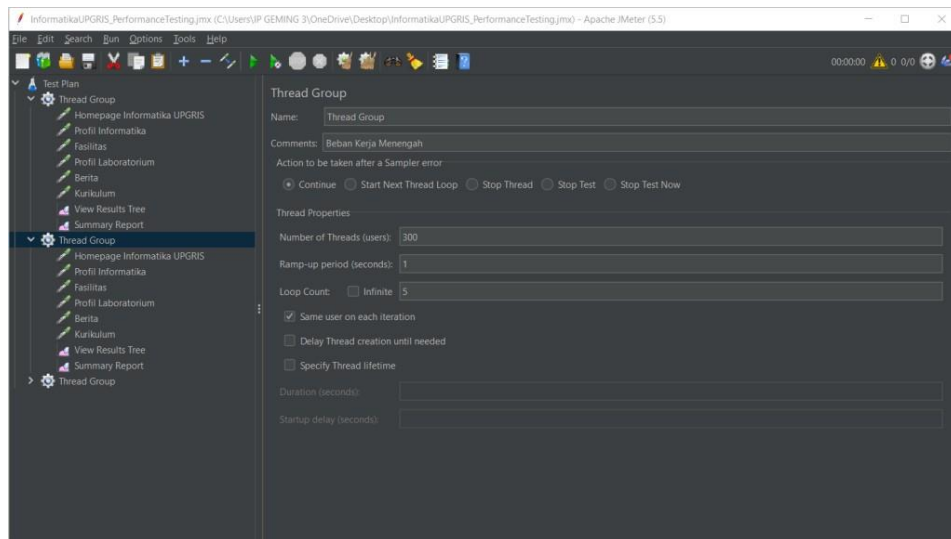 InformatikaUPGRIS_PerformanceTesting.jmx (C:\Users\IP GEMING 3\OneDrive\Desktop\InformatikaUPGRIS_PerformanceTesting.jmx) - Apache JMeter (5.5)
File Edit Search Run Options Tools Help
00:00:00 0 0/0
Test Plan
Thread Group
Homepage Informatika UPGRIS
Profil Informatika
Fasilitas
Profil Laboratorium
Berita
Kurikulum
View Results Tree
Summary Report
Thread Group
Homepage Informatika UPGRIS
Profil Informatika
Fasilitas
Profil Laboratorium
Berita
Kurikulum
View Results Tree
Summary Report
Thread Group
Thread Group
Name: Thread Group
Comments: Beban Kerja Menengah
Action to be taken after a Sampler error
Continue Start Next Thread Loop Stop Thread Stop Test Stop Test Now
Thread Properties
Number of Threads (users): 300
Ramp-up period (seconds): 1
Loop Count: Infinite 5
Same user on each iteration
Delay Thread creation until needed
Specify Thread lifetime
Duration (seconds):
Startup delay (seconds):